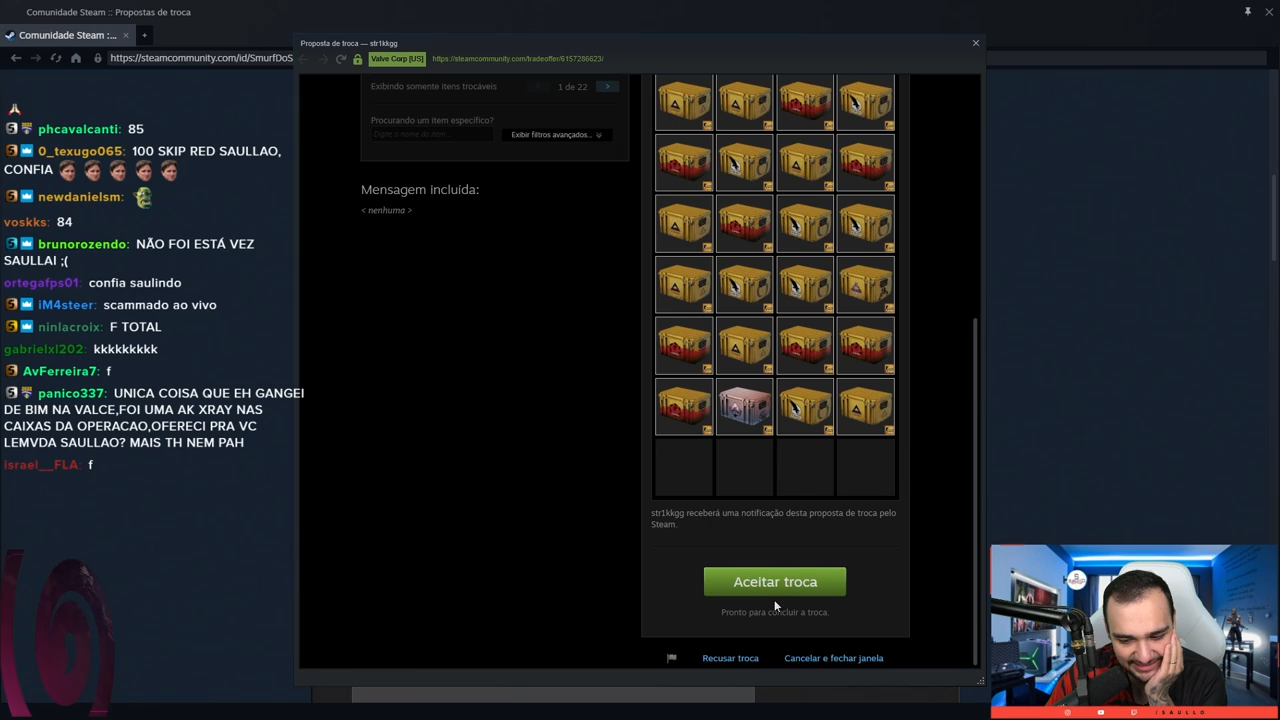 Comunidade Steam :: Propostas de troca
Comunidade Steam :...
https://steamcommunity.com/id/SmurfDoS
Proposta de troca — str1kkgg
Valve Corp [US]
https://steamcommunity.com/tradeoffer/6157286623/
phcavalcanti: 85
0_texugo065: 100 SKIP RED SAULLAO,
CONFIA
newdanielsm:
voskks: 84
brunorozendo: NÃO FOI ESTÁ VEZ
SAULLAI ;(
ortegafps01: confia saulindo
iM4steer: scammado ao vivo
ninlacroix: F TOTAL
gabrielxl202: kkkkkkkkk
AvFerreira7: f
panico337: UNICA COISA QUE EH GANGEI
DE BIM NA VALCE,FOI UMA AK XRAY NAS
CAIXAS DA OPERACAO,OFERECI PRA VC
LEMVDA SAULLAO? MAIS TH NEM PAH
israel__FLA: f
Exibindo somente itens trocáveis
1 de 22
Procurando um item específico?
Digite o nome do item...
Exibir filtros avançados...
Mensagem incluída:
< nenhuma >
str1kkgg receberá uma notificação desta proposta de troca pelo
Steam.
Aceitar troca
Pronto para concluir a troca.
Recusar troca
Cancelar e fechar janela
/SAULLO